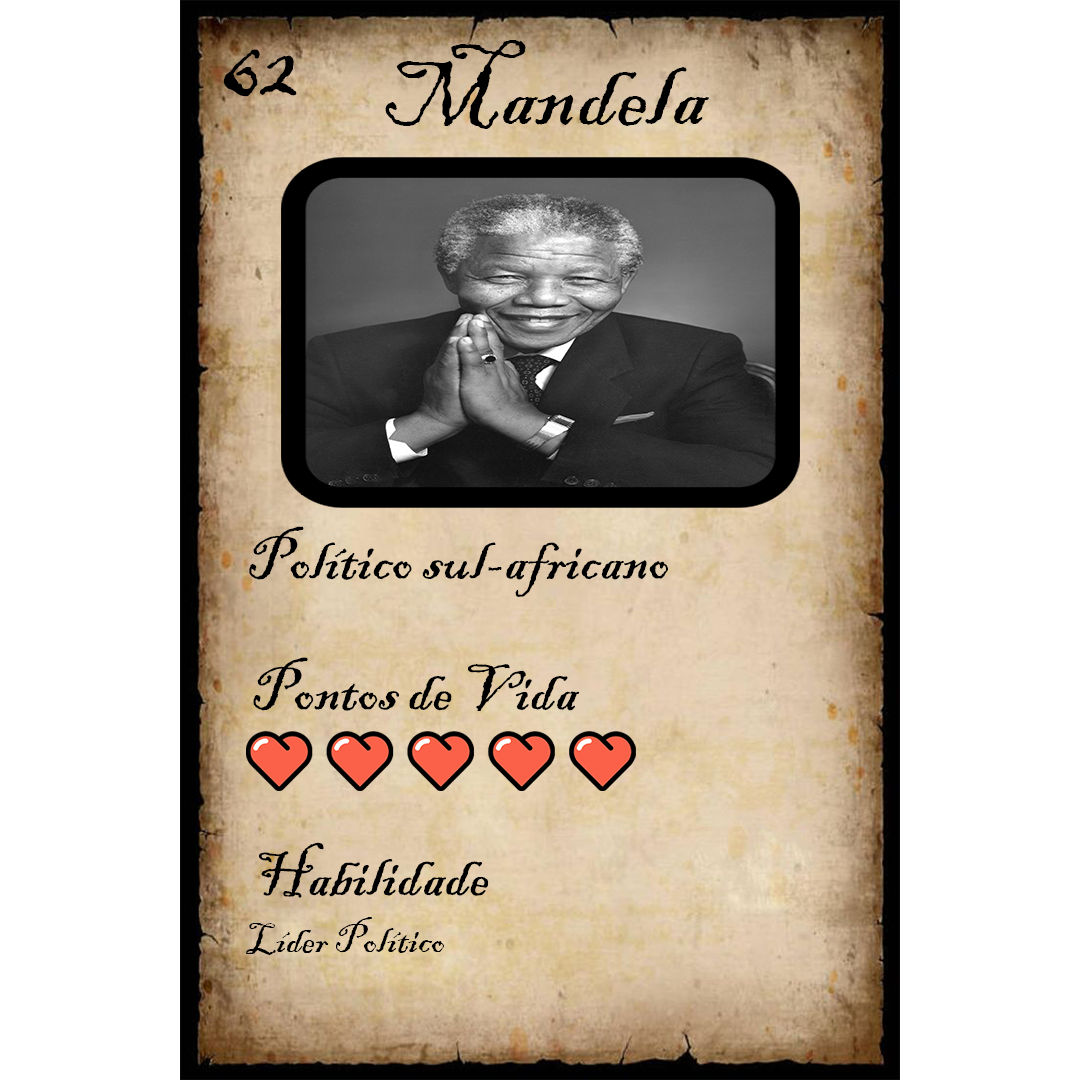 62
Mandela
Político sul-africano
Pontos de Vida
Habilidade
Líder Político